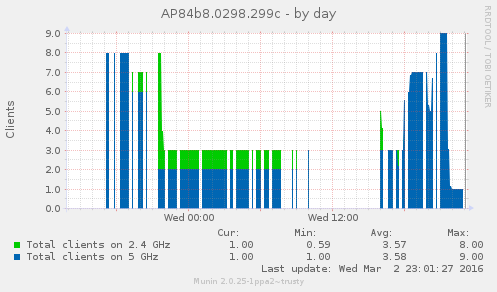 AP84b8.0298.299c - by day
RRDTOOL / TOBI OETIKER
Clients
9.0
8.0
7.0
6.0
5.0
4.0
3.0
2.0
1.0
0.0
Wed 00:00 Wed 12:00
Cur: Min: Avg: Max:
Total clients on 2.4 GHz 1.00 0.59 3.57 8.00
Total clients on 5 GHz 1.00 1.00 3.58 9.00
Last update: Wed Mar 2 23:01:27 2016
Munin 2.0.25-1ppa2~trusty